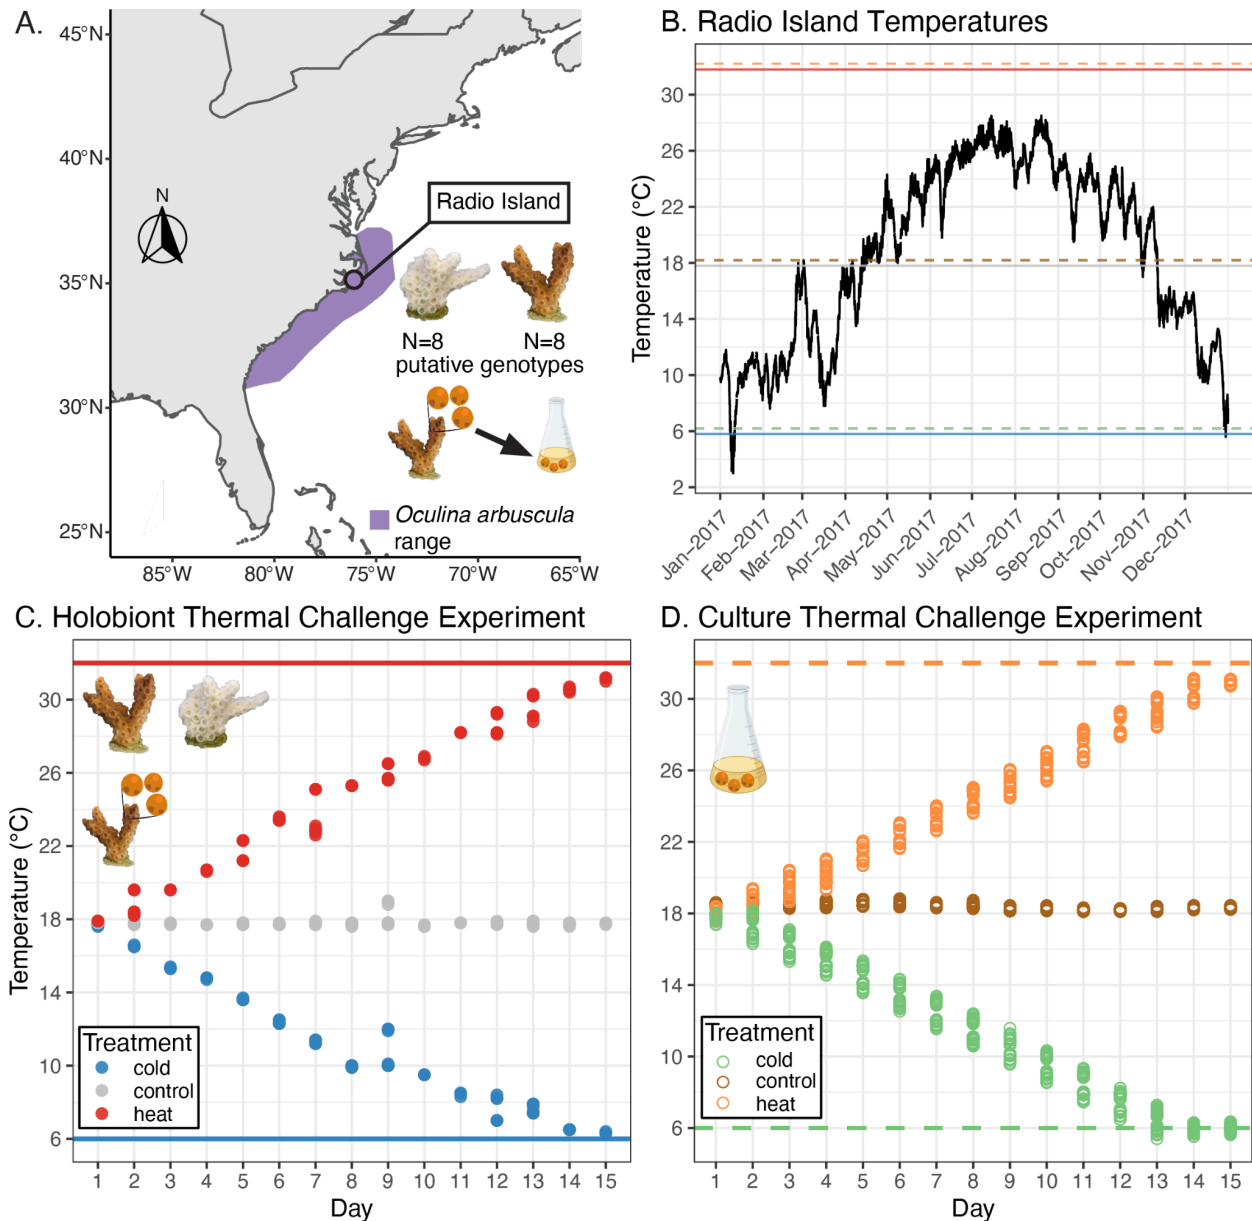 A.
45°N
40°N
35°N
30°N
25°N
N
Radio Island
N=8
N=8
putative genotypes
Oculina arbuscula
range
85°W
80°W
75°W
70°W
65°W
B. Radio Island Temperatures
Temperature (°C)
30
26
22
18
14
10
6
2
Jan–2017
Feb–2017
Mar–2017
Apr–2017
May–2017
Jun–2017
Jul–2017
Aug–2017
Sep–2017
Oct–2017
Nov–2017
Dec–2017
C. Holobiont Thermal Challenge Experiment
Temperature (°C)
30
26
22
18
14
10
6
Treatment
cold
control
heat
1 2 3 4 5 6 7 8 9 10 11 12 13 14 15
Day
D. Culture Thermal Challenge Experiment
Temperature (°C)
30
26
22
18
14
10
6
Treatment
cold
control
heat
1 2 3 4 5 6 7 8 9 10 11 12 13 14 15
Day